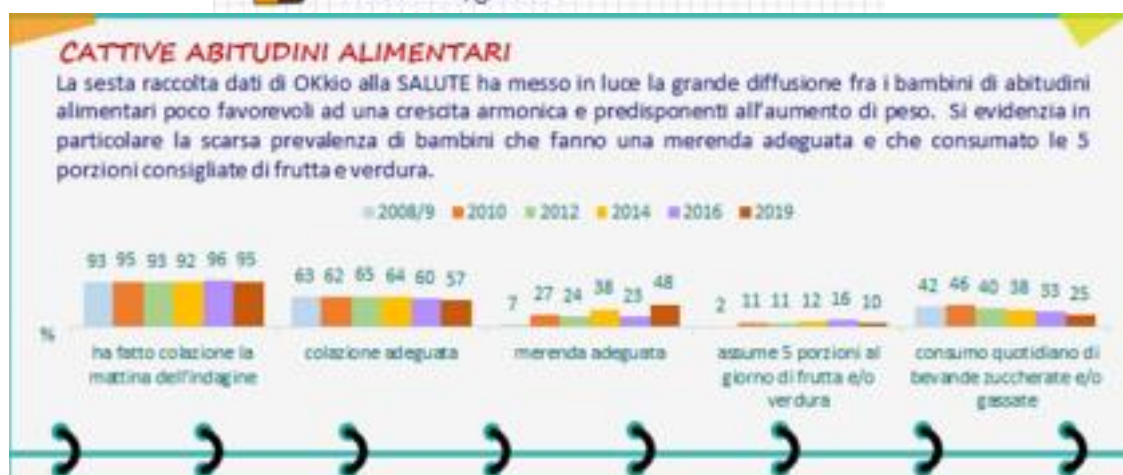 CATTIVE ABITUDINI ALIMENTARI
La sesta raccolta dati di OKkio alla SALUTE ha messo in luce la grande diffusione fra i bambini di abitudini
alimentari poco favorevoli ad una crescita armonica e predisponenti all'aumento di peso. Si evidenzia in
particolare la scarsa prevalenza di bambini che fanno una merenda adeguata e che consumato le 5
porzioni consigliate di frutta e verdura.
2008/9 2010 2012 2014 2016 2019
93 95 93 92 96 95
63 62 65 64 60 57
7 27 24 38 23 48
2 11 11 12 16 10
42 46 40 38 33 25
%
ha fatto colazione la
mattina dell'indagine
colazione adeguata
merenda adeguata
assume 5 porzioni al
giorno di frutta e/o
verdura
consumo quotidiano di
bevande zuccherate e/o
gassate